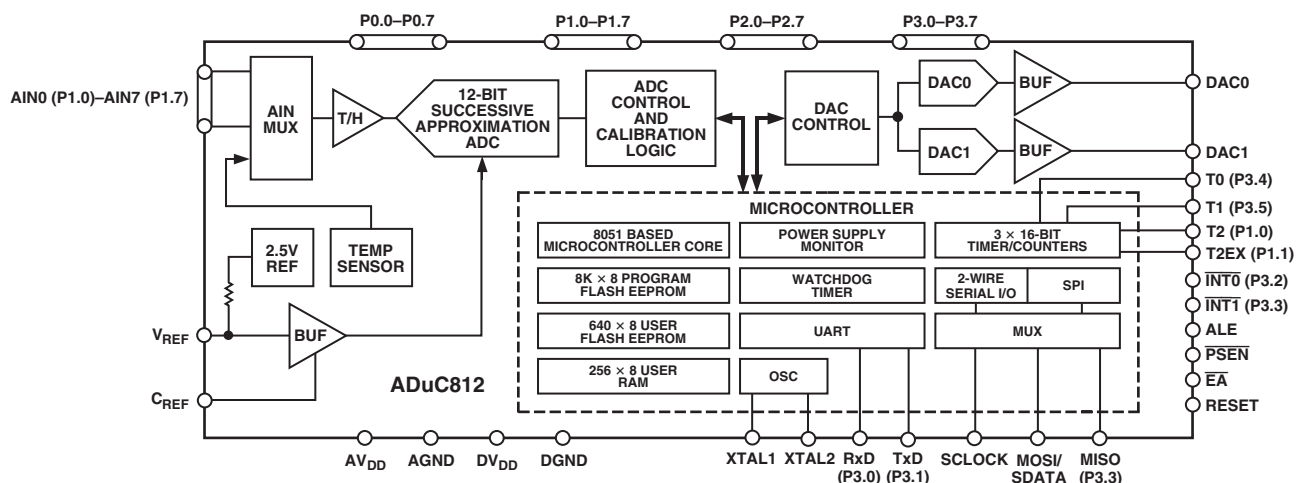 P0.0–P0.7
P1.0–P1.7
P2.0–P2.7
P3.0–P3.7
AIN0 (P1.0)–AIN7 (P1.7)
AIN
MUX
T/H
12-BIT
SUCCESSIVE
APPROXIMATION
ADC
ADC
CONTROL
AND
CALIBRATION
LOGIC
DAC
CONTROL
DAC0
BUF
DAC0
DAC1
BUF
DAC1
T0 (P3.4)
T1 (P3.5)
T2 (P1.0)
T2EX (P1.1)
INT0 (P3.2)
INT1 (P3.3)
ALE
PSEN
EA
RESET
2.5V
REF
TEMP
SENSOR
VREF
BUF
CREF
ADuC812
MICROCONTROLLER
8051 BASED
MICROCONTROLLER CORE
POWER SUPPLY
MONITOR
3 × 16-BIT
TIMER/COUNTERS
8K × 8 PROGRAM
FLASH EEPROM
WATCHDOG
TIMER
2-WIRE
SERIAL I/O
SPI
640 × 8 USER
FLASH EEPROM
UART
MUX
256 × 8 USER
RAM
OSC
AVDD
AGND
DVDD
DGND
XTAL1
XTAL2
RxD
(P3.0)
TxD
(P3.1)
SCLOCK
MOSI/
SDATA
MISO
(P3.3)